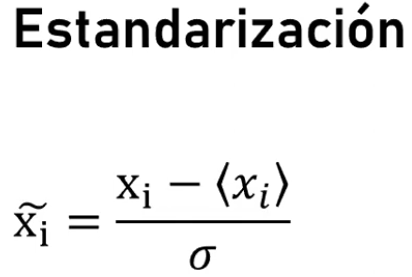 Estandarización
x̃ᵢ = (xᵢ − ⟨xᵢ⟩) / σ